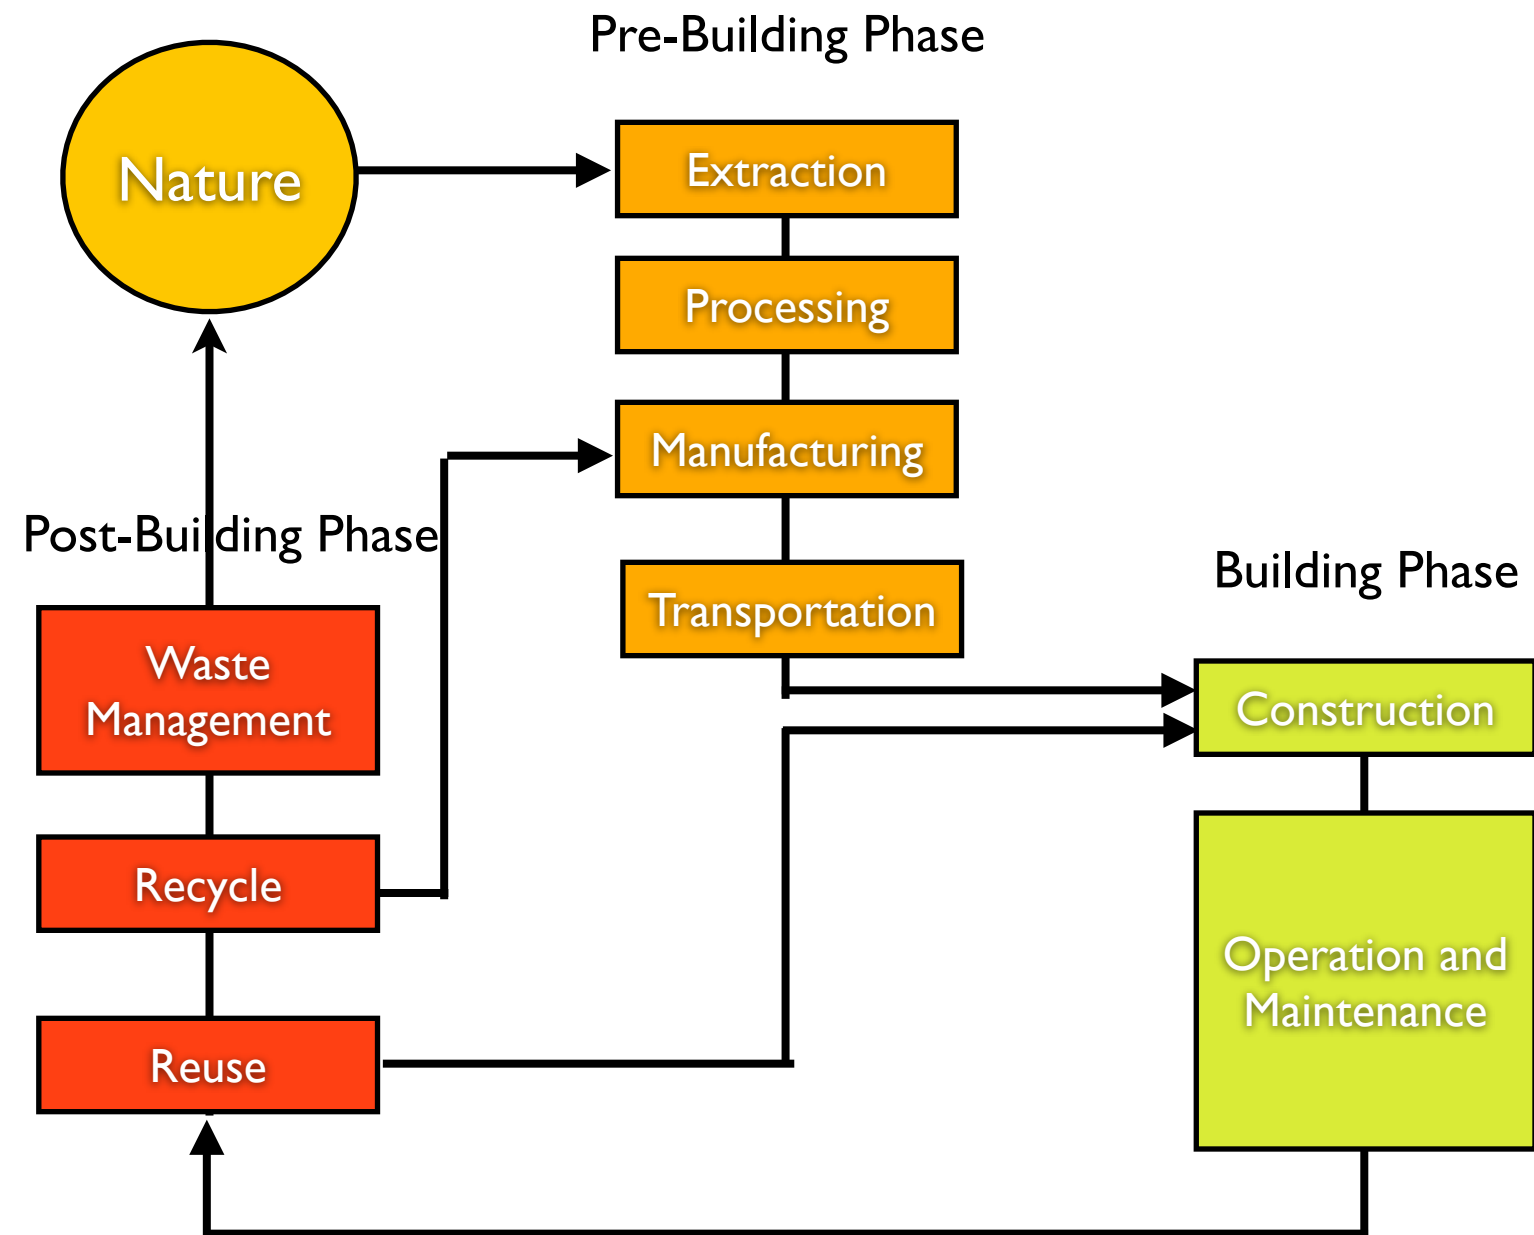 Pre-Building Phase
Nature
Extraction
Processing
Manufacturing
Transportation
Post-Building Phase
Waste
Management
Recycle
Reuse
Building Phase
Construction
Operation and
Maintenance